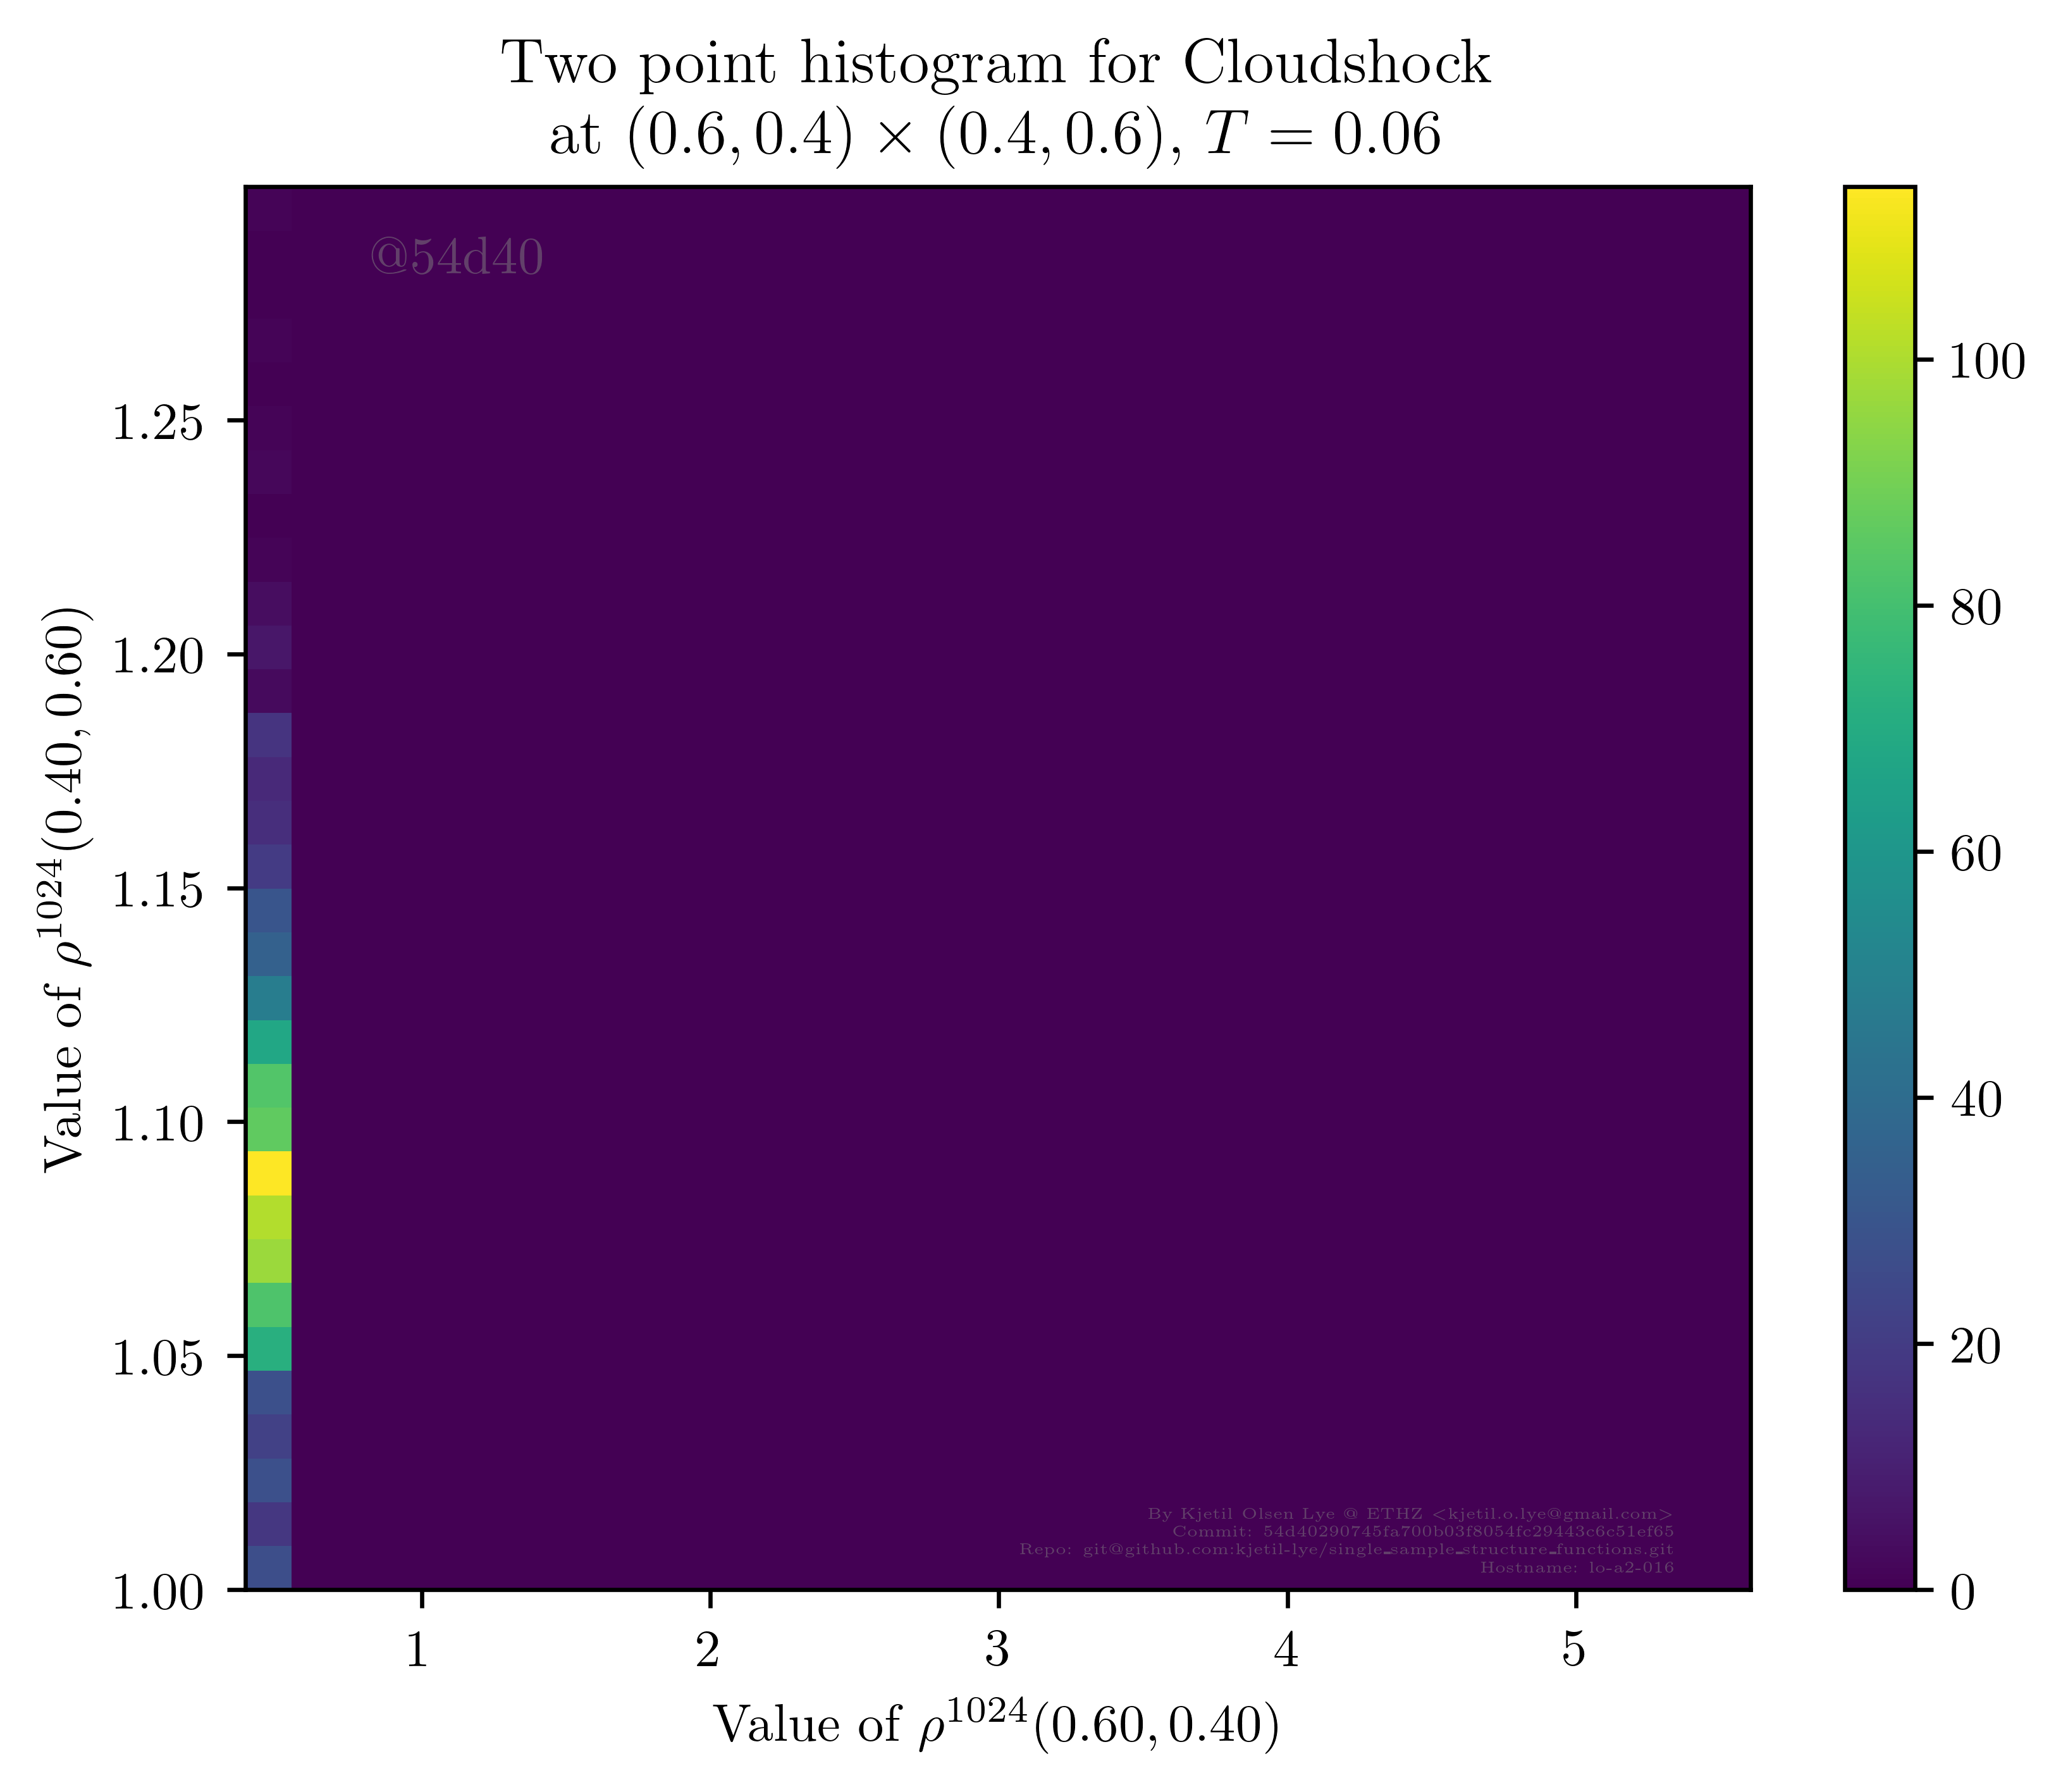 Two point histogram for Cloudshock
at (0.6, 0.4) × (0.4, 0.6), T = 0.06
@54d40
1.25
1.20
1.15
1.10
1.05
1.00
Value of ρ^1024(0.40, 0.60)
100
80
60
40
20
0
By Kjetil Olsen Lye @ ETHZ <kjetil.o.lye@gmail.com>
Commit: 54d40290745fa700b03f8054fc29443c6c51ef65
Repo: git@github.com:kjetil-lye/single_sample_structure_functions.git
Hostname: lo-a2-016
1 2 3 4 5
Value of ρ^1024(0.60, 0.40)